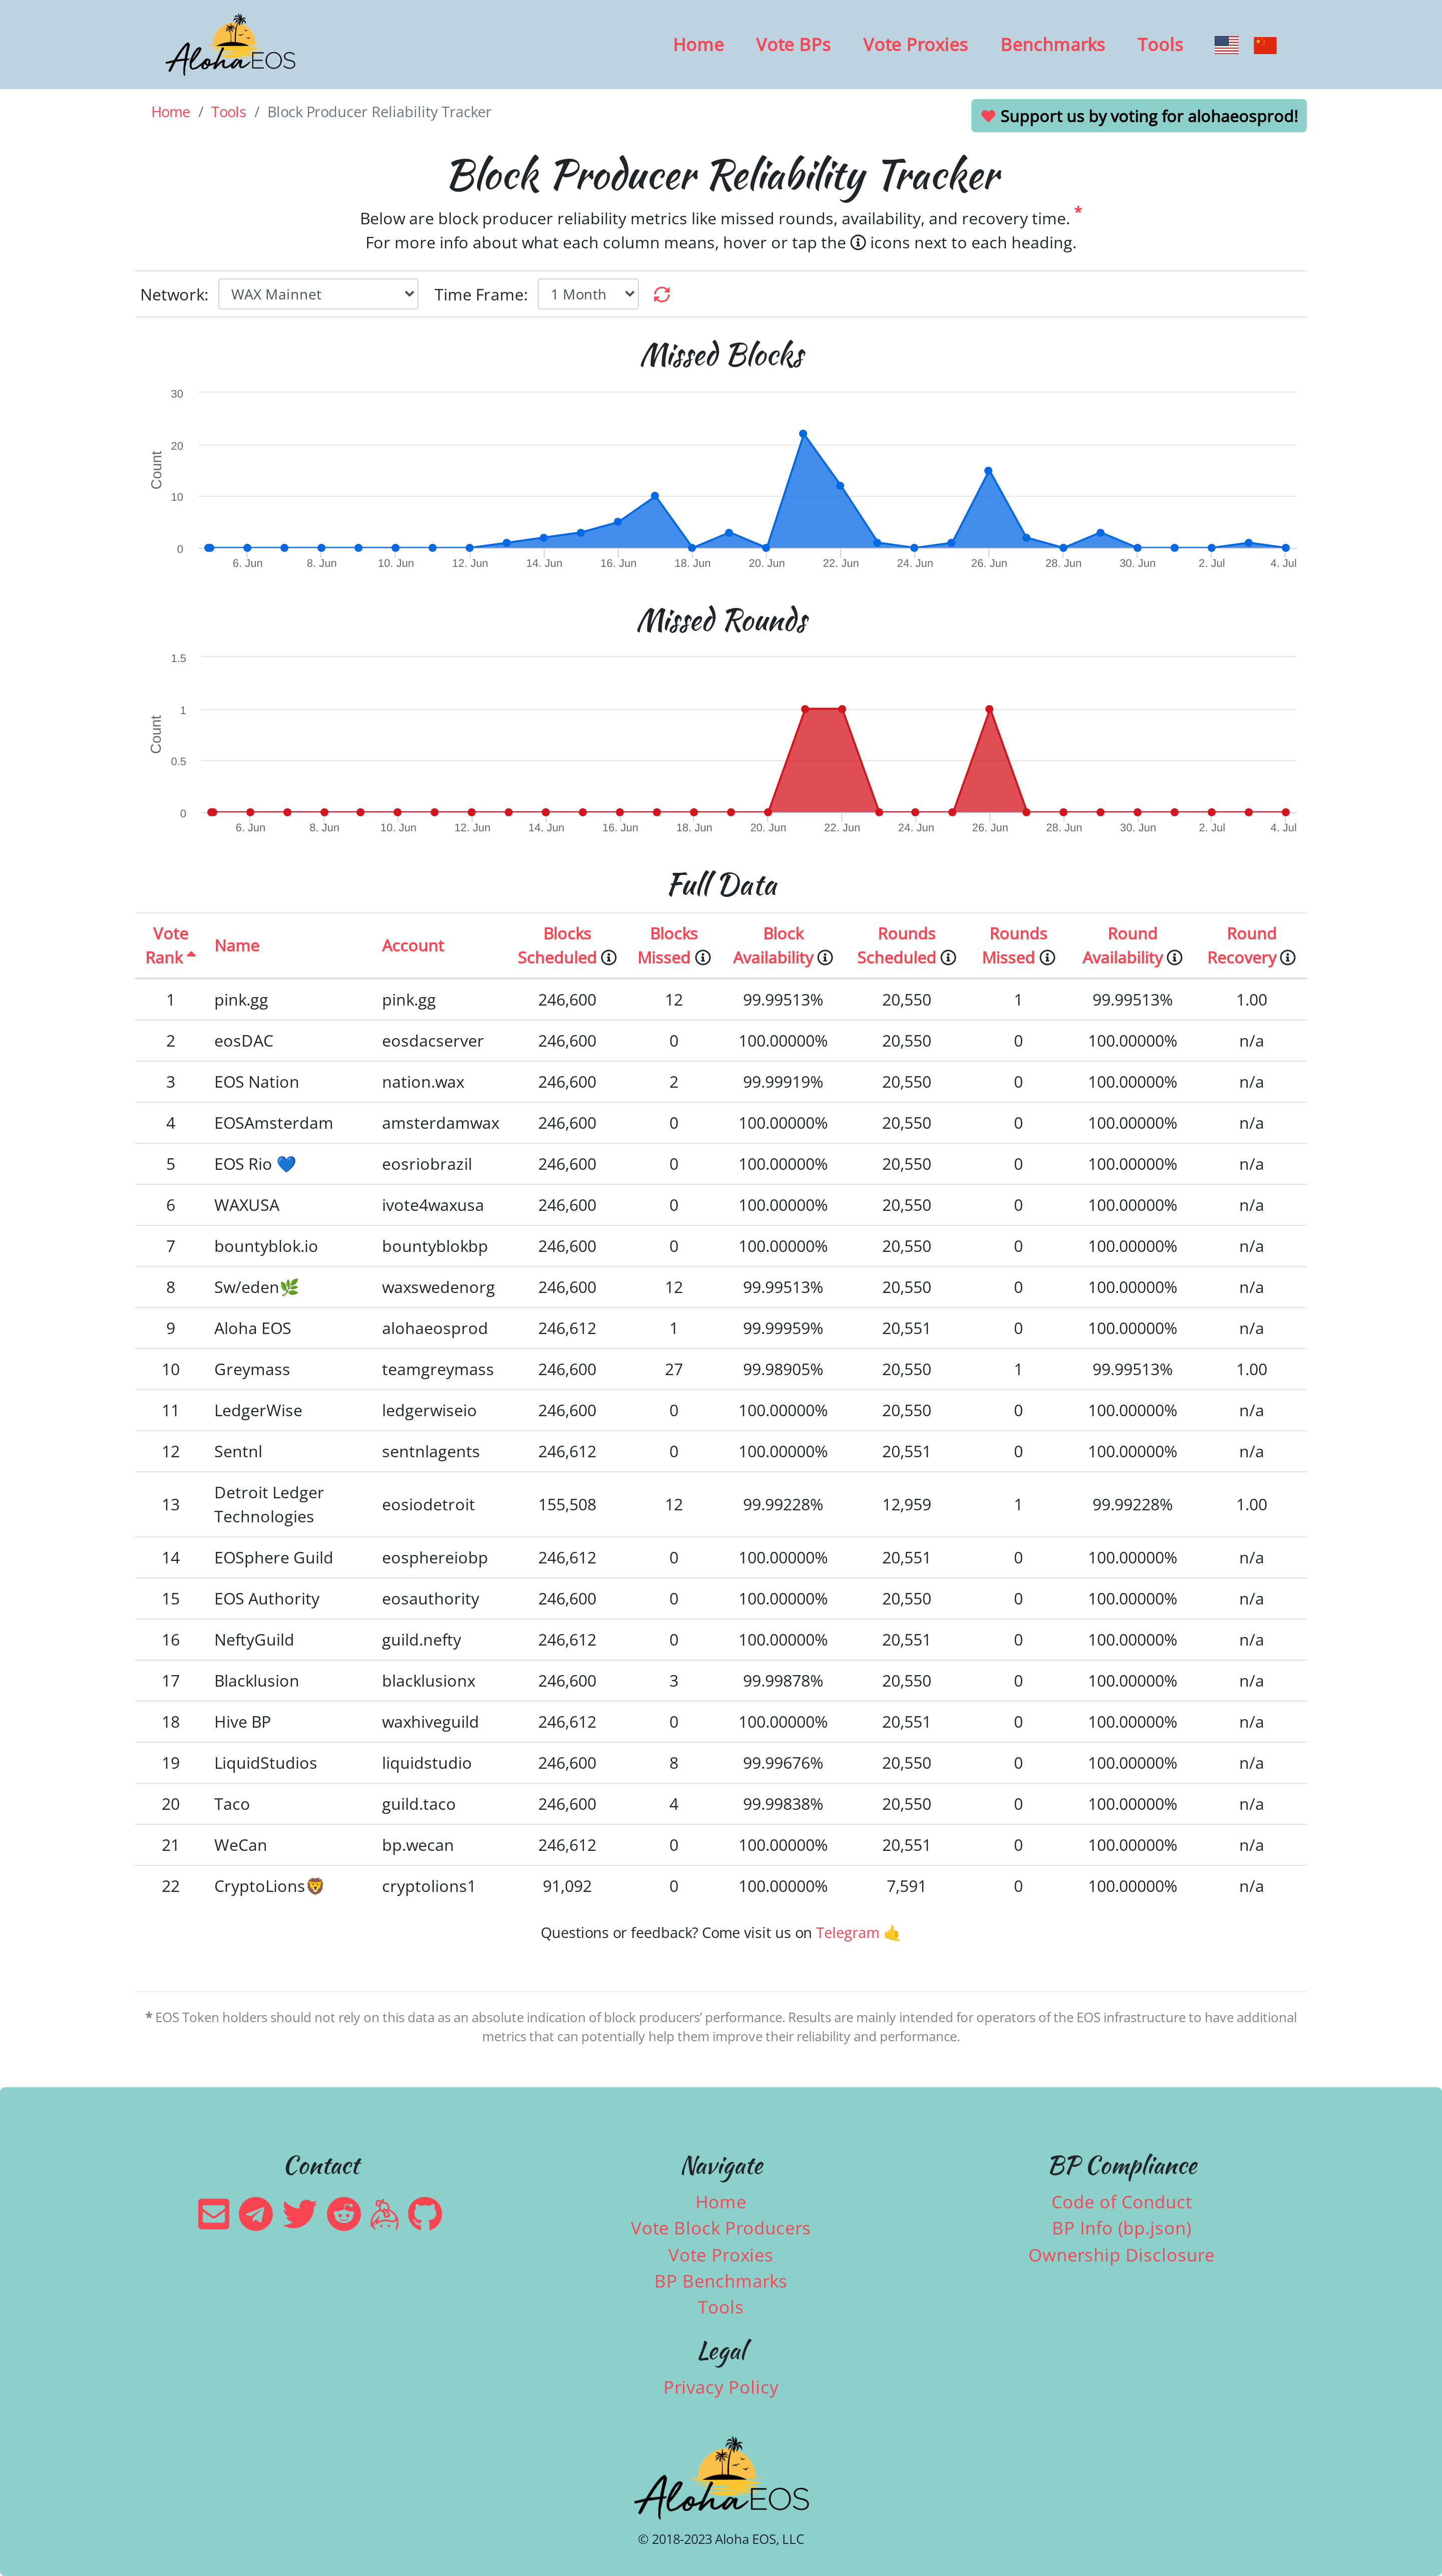 Aloha EOS
Home Vote BPs Vote Proxies Benchmarks Tools
Home / Tools / Block Producer Reliability Tracker
Support us by voting for alohaeosprod!
Block Producer Reliability Tracker
Below are block producer reliability metrics like missed rounds, availability, and recovery time. *
For more info about what each column means, hover or tap the icons next to each heading.
Network: WAX Mainnet Time Frame: 1 Month
Missed Blocks
30
20
10
0
Count
6. Jun 8. Jun 10. Jun 12. Jun 14. Jun 16. Jun 18. Jun 20. Jun 22. Jun 24. Jun 26. Jun 28. Jun 30. Jun 2. Jul 4. Jul
Missed Rounds
1.5
1
0.5
0
Count
6. Jun 8. Jun 10. Jun 12. Jun 14. Jun 16. Jun 18. Jun 20. Jun 22. Jun 24. Jun 26. Jun 28. Jun 30. Jun 2. Jul 4. Jul
Full Data
Vote Rank Name Account Blocks Scheduled Blocks Missed Block Availability Rounds Scheduled Rounds Missed Round Availability Round Recovery
1 pink.gg pink.gg 246,600 12 99.99513% 20,550 1 99.99513% 1.00
2 eosDAC eosdacserver 246,600 0 100.00000% 20,550 0 100.00000% n/a
3 EOS Nation nation.wax 246,600 2 99.99919% 20,550 0 100.00000% n/a
4 EOSAmsterdam amsterdamwax 246,600 0 100.00000% 20,550 0 100.00000% n/a
5 EOS Rio 💙 eosriobrazil 246,600 0 100.00000% 20,550 0 100.00000% n/a
6 WAXUSA ivote4waxusa 246,600 0 100.00000% 20,550 0 100.00000% n/a
7 bountyblok.io bountyblokbp 246,600 0 100.00000% 20,550 0 100.00000% n/a
8 Sw/eden🌿 waxswedenorg 246,600 12 99.99513% 20,550 0 100.00000% n/a
9 Aloha EOS alohaeosprod 246,612 1 99.99959% 20,551 0 100.00000% n/a
10 Greymass teamgreymass 246,600 27 99.98905% 20,550 1 99.99513% 1.00
11 LedgerWise ledgerwiseio 246,600 0 100.00000% 20,550 0 100.00000% n/a
12 Sentnl sentnlagents 246,612 0 100.00000% 20,551 0 100.00000% n/a
13 Detroit Ledger Technologies eosiodetroit 155,508 12 99.99228% 12,959 1 99.99228% 1.00
14 EOSphere Guild eosphereiobp 246,612 0 100.00000% 20,551 0 100.00000% n/a
15 EOS Authority eosauthority 246,600 0 100.00000% 20,550 0 100.00000% n/a
16 NeftyGuild guild.nefty 246,612 0 100.00000% 20,551 0 100.00000% n/a
17 Blacklusion blacklusionx 246,600 3 99.99878% 20,550 0 100.00000% n/a
18 Hive BP waxhiveguild 246,612 0 100.00000% 20,551 0 100.00000% n/a
19 LiquidStudios liquidstudio 246,600 8 99.99676% 20,550 0 100.00000% n/a
20 Taco guild.taco 246,600 4 99.99838% 20,550 0 100.00000% n/a
21 WeCan bp.wecan 246,612 0 100.00000% 20,551 0 100.00000% n/a
22 CryptoLions🦁 cryptolions1 91,092 0 100.00000% 7,591 0 100.00000% n/a
Questions or feedback? Come visit us on Telegram 🤙
* EOS Token holders should not rely on this data as an absolute indication of block producers' performance. Results are mainly intended for operators of the EOS infrastructure to have additional
metrics that can potentially help them improve their reliability and performance.
Contact
Navigate
Home
Vote Block Producers
Vote Proxies
BP Benchmarks
Tools
Legal
Privacy Policy
BP Compliance
Code of Conduct
BP Info (bp.json)
Ownership Disclosure
Aloha EOS
© 2018-2023 Aloha EOS, LLC